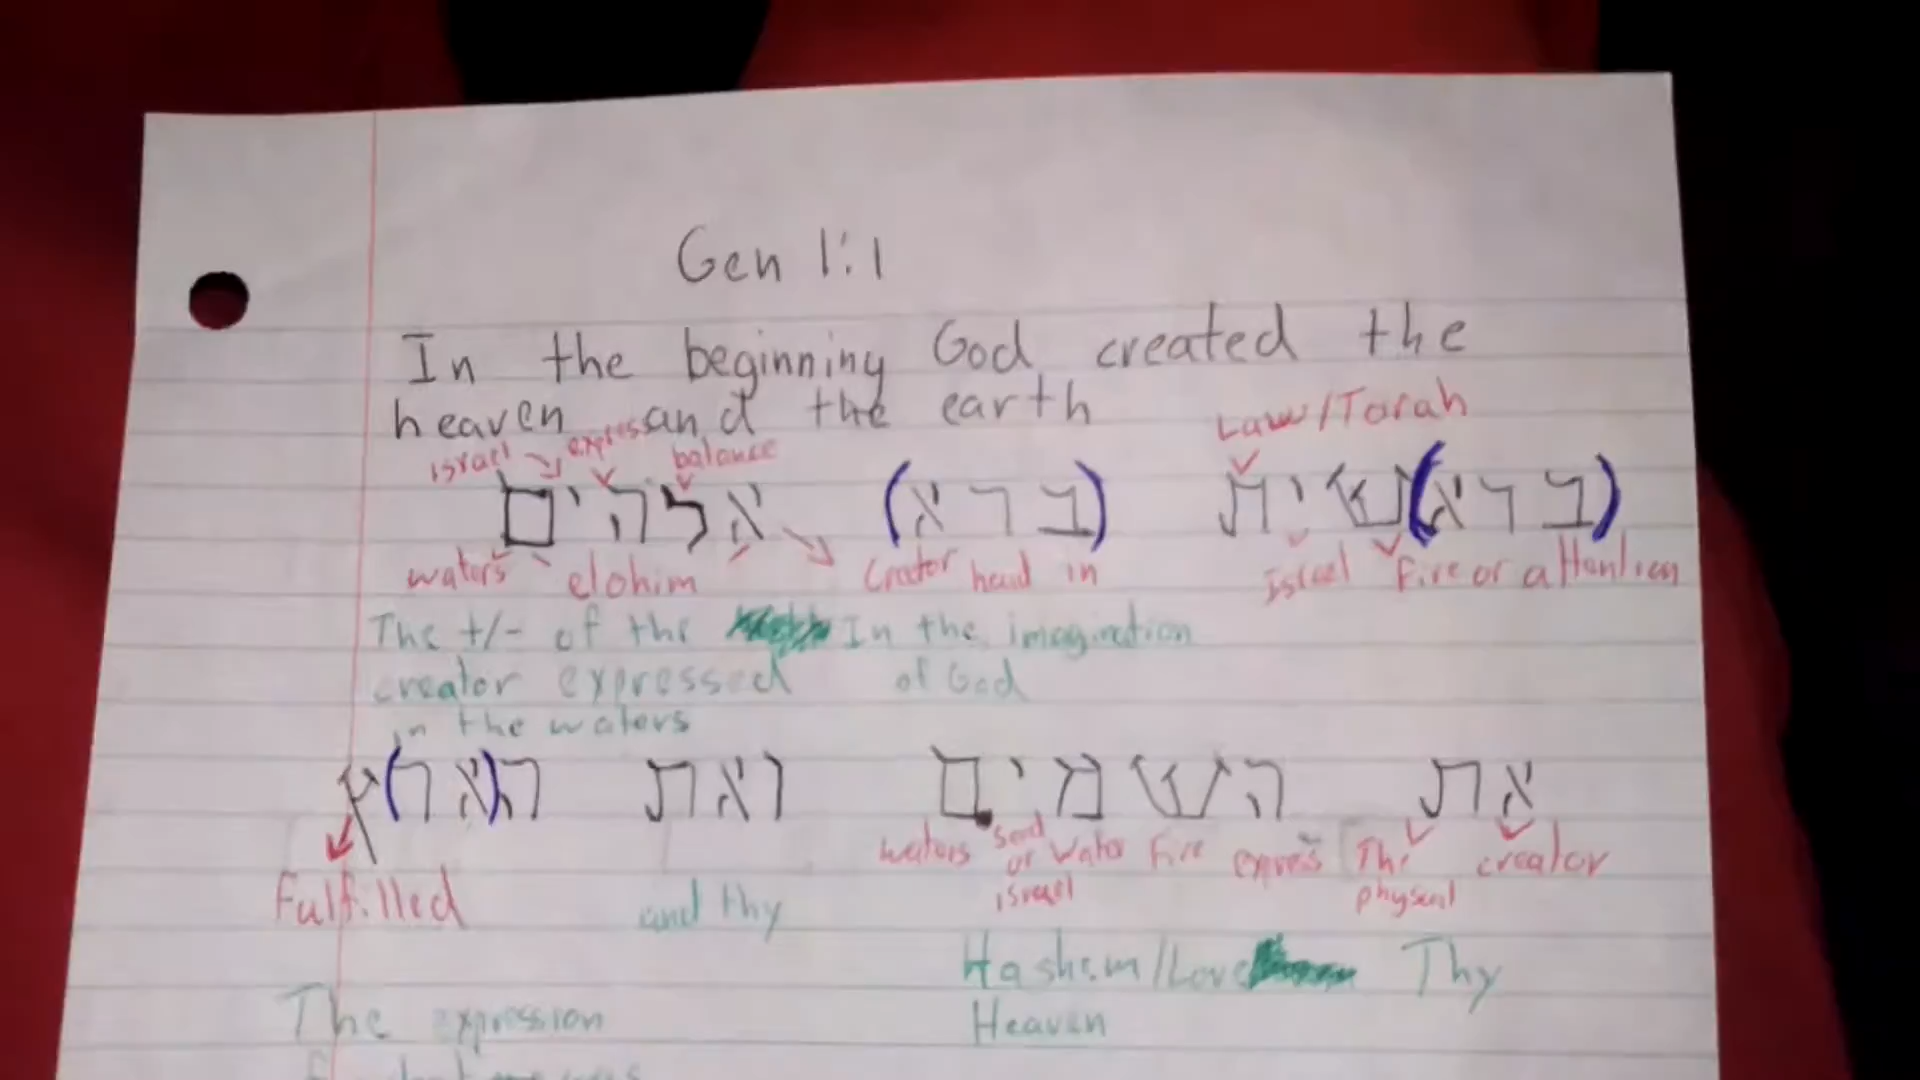 Gen 1:1
In the beginning God created the
heaven and the earth
Law/Torah
israel express balance
בראשית ברא אלהים
waters elohim Creator head in israel Fire or attention
The +/- of the In the imagination
creator expressed of God
in the waters
את השמים ואת הארץ
waters seed or israel water Fire express The physical creator
Fulfilled and thy
Hashem/Love Thy
Heaven
The expression